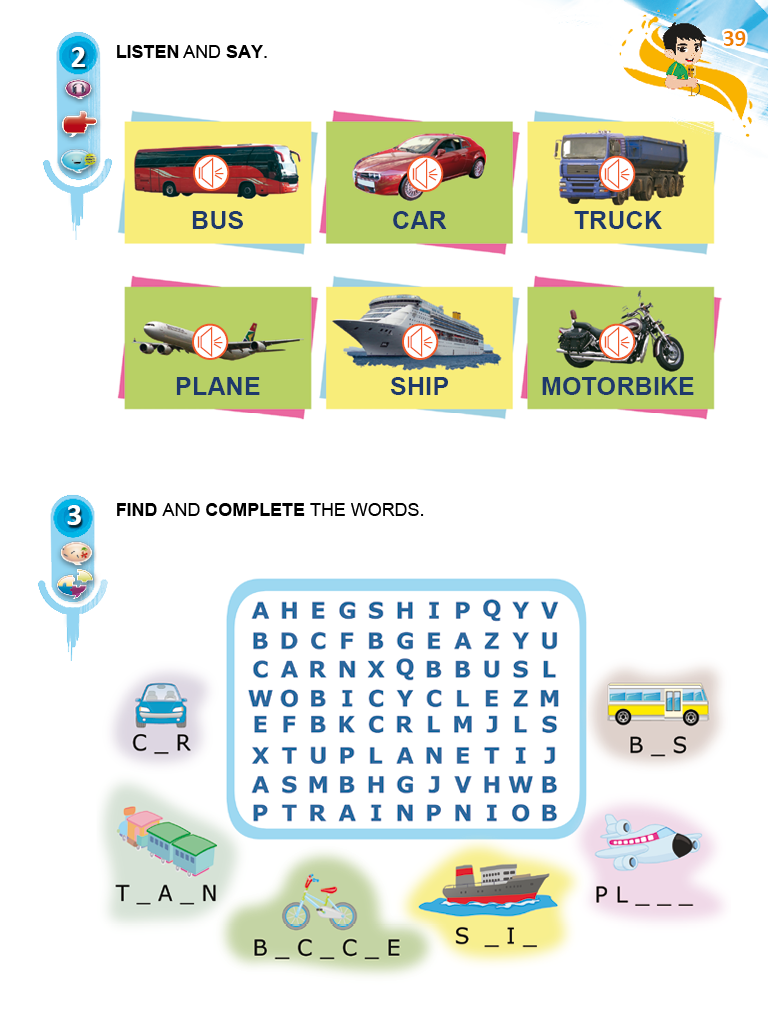 39
2
LISTEN AND SAY.
BUS
CAR
TRUCK
PLANE
SHIP
MOTORBIKE
3
FIND AND COMPLETE THE WORDS.
A H E G S H I P Q Y V
B D C F B G E A Z Y U
C A R N X Q B B U S L
W O B I C Y C L E Z M
E F B K C R L M J L S
X T U P L A N E T I J
A S M B H G J V H W B
P T R A I N P N I O B
C _ R
B _ S
T _ A _ N
B _ C _ C _ E
S _ I _
P L _ _ _